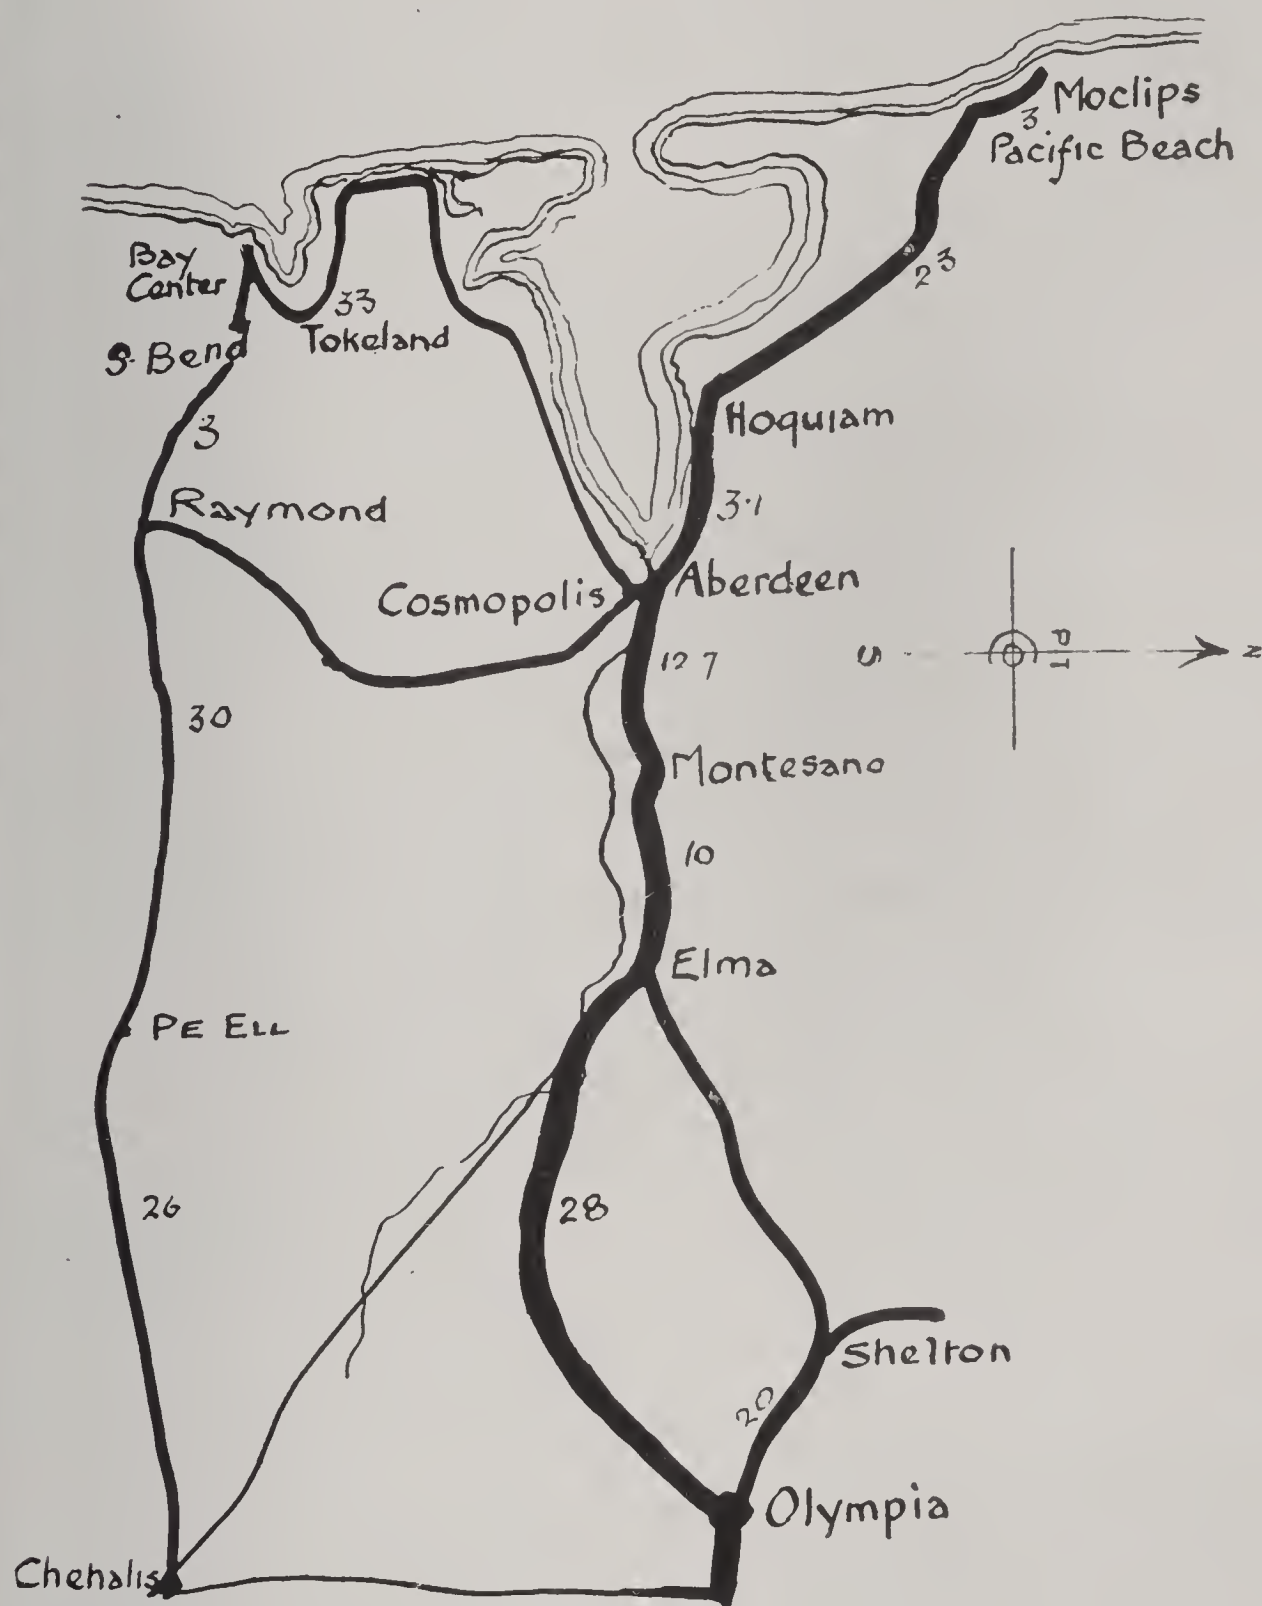 Moclips
3
Pacific Beach
23
Bay
Center
33
Tokeland
S. Bend
3
Hoquiam
Raymond
3.1
Cosmopolis
Aberdeen
S
N
PT
12 7
30
Montesano
10
Elma
PE ELL
26
28
Shelton
20
Olympia
Chehalis